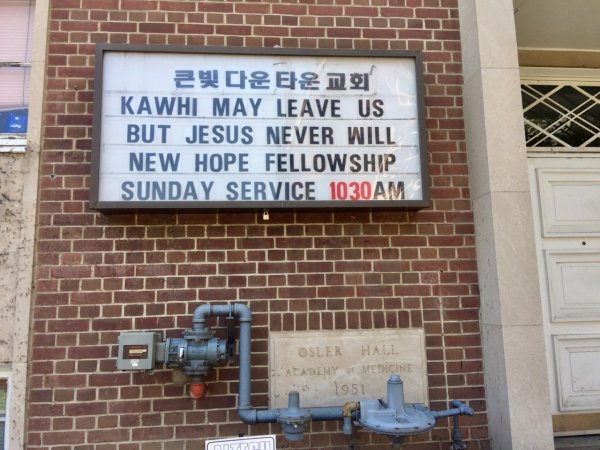 큰빛 다운타운 교회
KAWHI MAY LEAVE US
BUT JESUS NEVER WILL
NEW HOPE FELLOWSHIP
SUNDAY SERVICE 1030AM
OSLER HALL
ACADEMY OF MEDICINE
1951